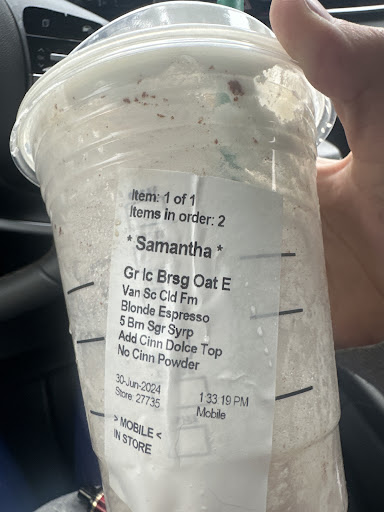 Item: 1 of 1
Items in order: 2
* Samantha *
Gr Ic Brsg Oat E
Van Sc Cld Fm
Blonde Espresso
5 Brn Sgr Syrp
Add Cinn Dolce Top
No Cinn Powder
30-Jun-2024 1:33:19 PM
Store: 27735 Mobile
> MOBILE <
IN STORE